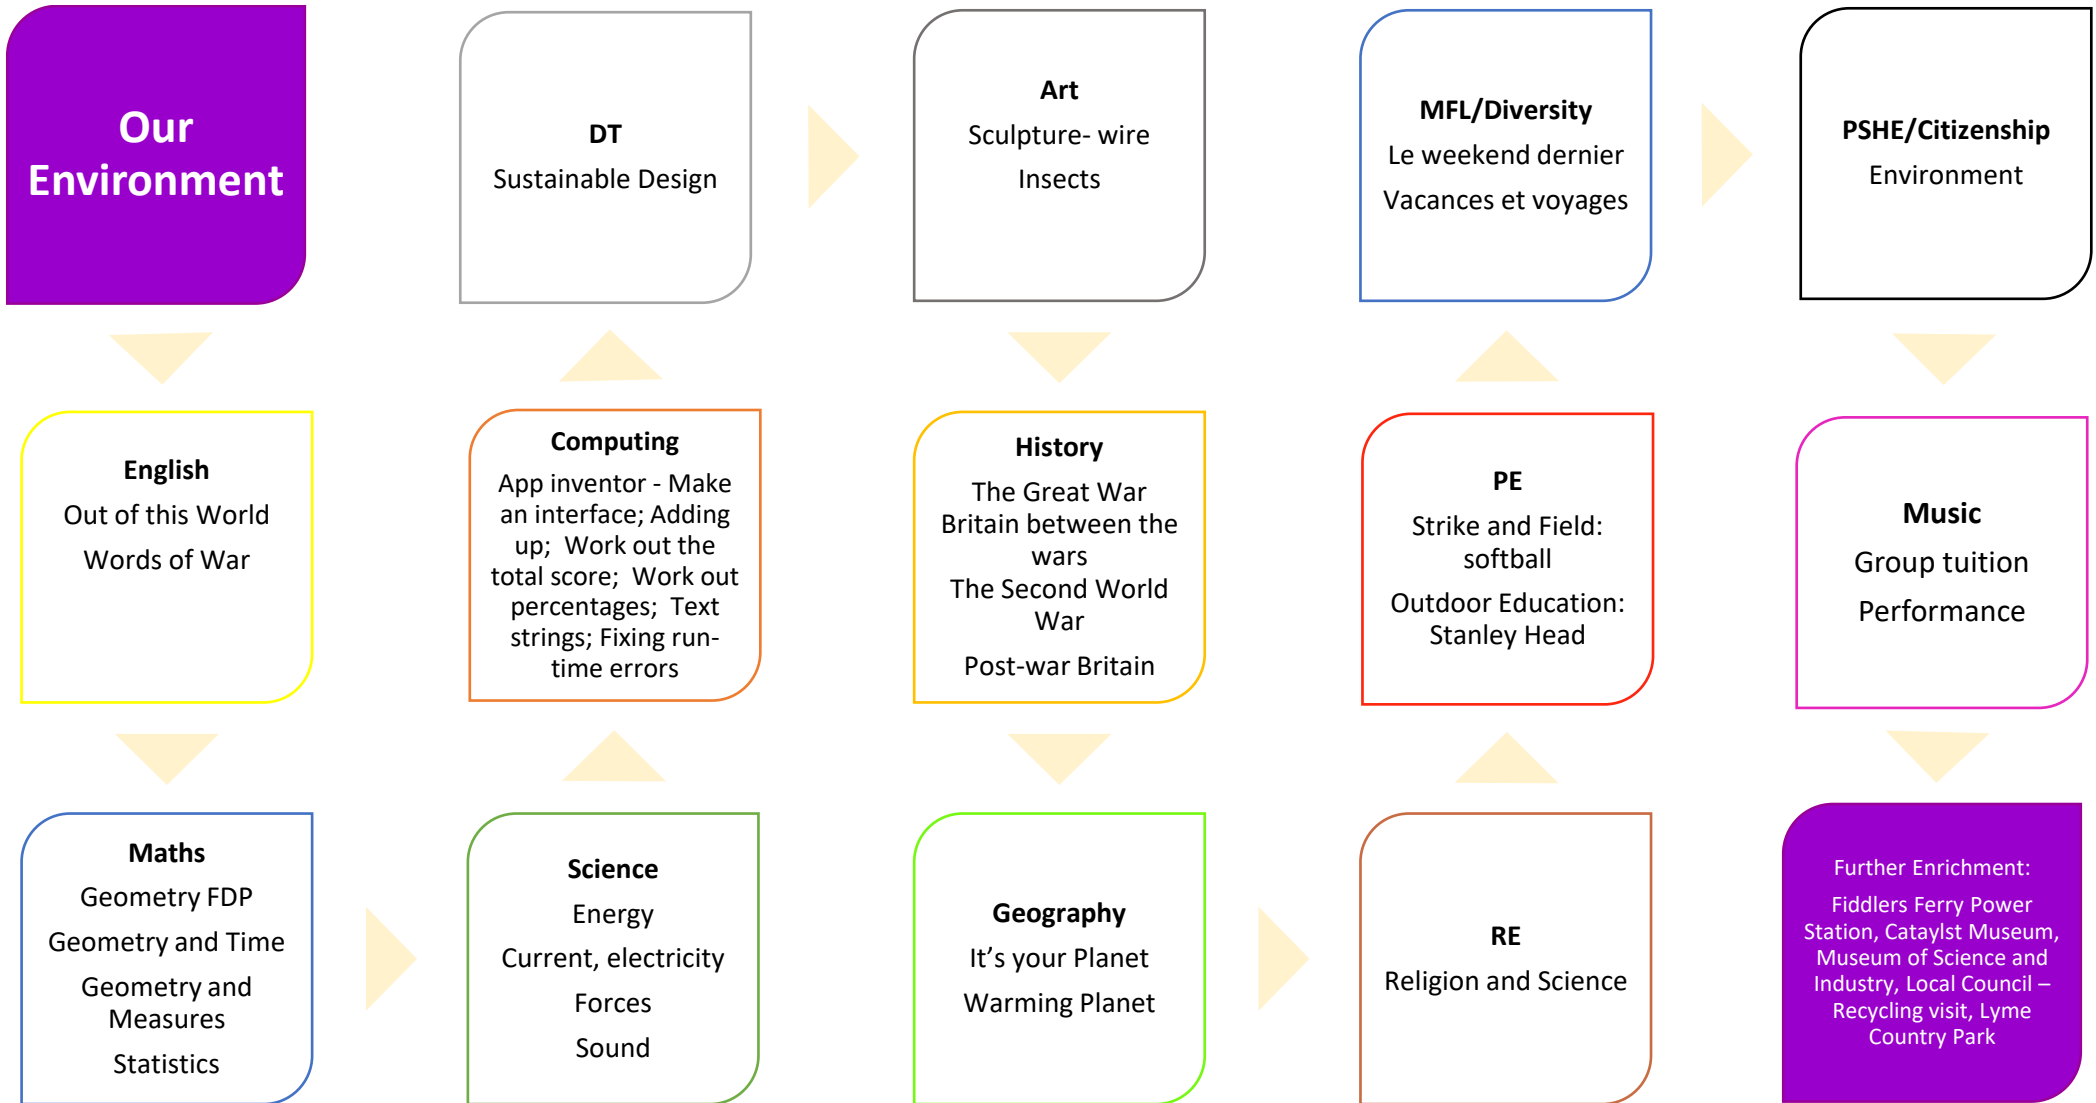 Our
Environment
English
Out of this World
Words of War
Maths
Geometry FDP
Geometry and Time
Geometry and
Measures
Statistics
Science
Energy
Current, electricity
Forces
Sound
Computing
App inventor - Make
an interface; Adding
up;  Work out the
total score;  Work out
percentages;  Text
strings; Fixing run-
time errors
DT
Sustainable Design
Art
Sculpture- wire
Insects
History
The Great War
Britain between the
wars
The Second World
War
Post-war Britain
Geography
It’s your Planet
Warming Planet
RE
Religion and Science
PE
Strike and Field:
softball
Outdoor Education:
Stanley Head
MFL/Diversity
Le weekend dernier
Vacances et voyages
PSHE/Citizenship
Environment
Music
Group tuition
Performance
Further Enrichment:
Fiddlers Ferry Power
Station, Cataylst Museum,
Museum of Science and
Industry, Local Council –
Recycling visit, Lyme
Country Park